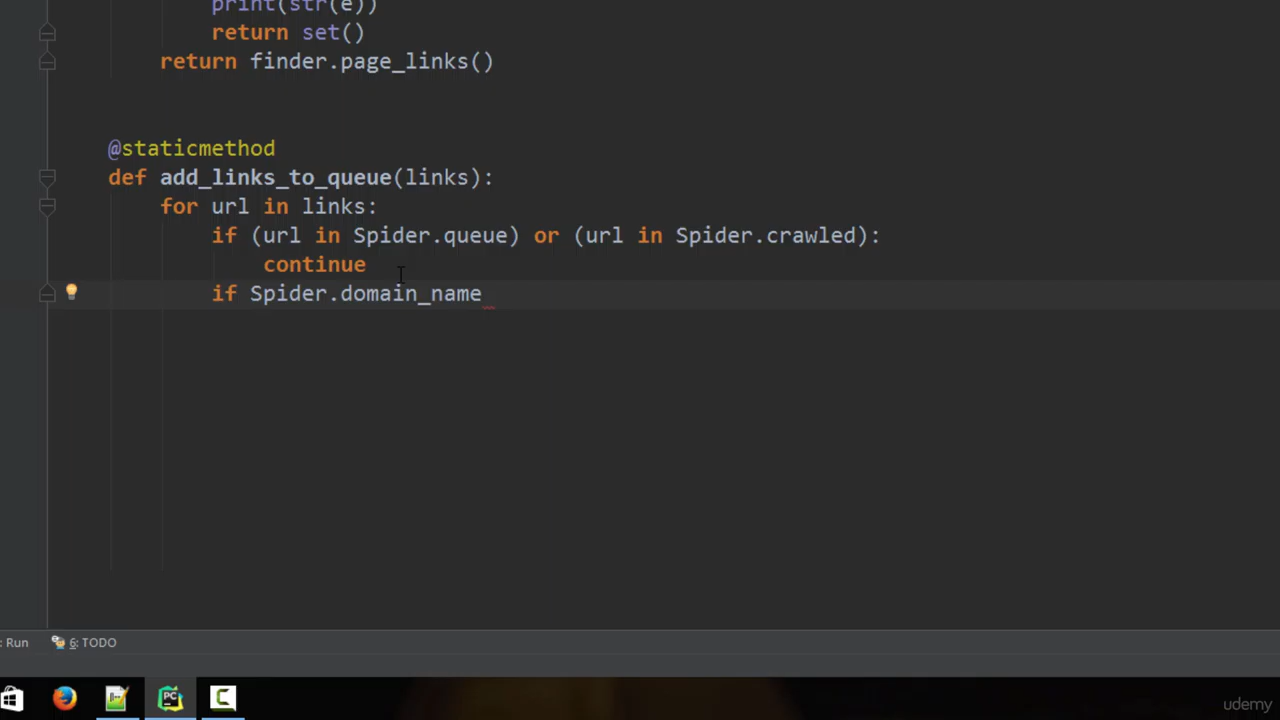 print(str(e))
return set()
return finder.page_links()
@staticmethod
def add_links_to_queue(links):
for url in links:
if (url in Spider.queue) or (url in Spider.crawled):
continue
if Spider.domain_name
: Run
6: TODO
PC
C
udemy